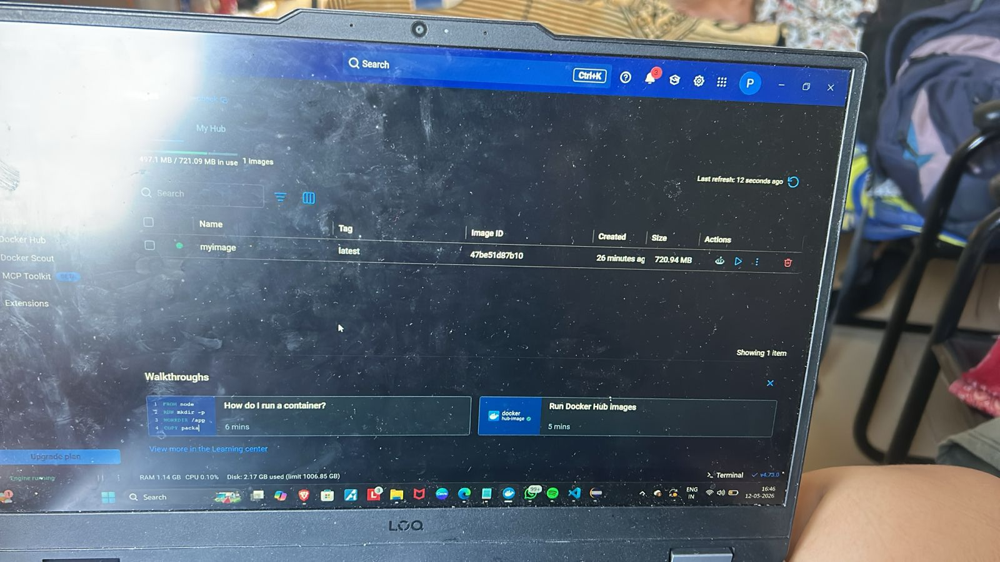 Search
Ctrl+K
3
P
My Hub
497.1 MB / 721.09 MB in use 1 images
Last refresh: 12 seconds ago
Search
Name
Tag
Image ID
Created
Size
Actions
myimage
latest
47be51d87b10
26 minutes ag
720.94 MB
Docker Hub
Docker Scout
MCP Toolkit BETA
Extensions
Showing 1 item
Walkthroughs
1 FROM node
2 RUN mkdir -p
3 WORKDIR /app
4 COPY packa
How do I run a container?
6 mins
docker
hub-image
Run Docker Hub images
5 mins
View more in the Learning center
Upgrade plan
Engine running
RAM 1.14 GB CPU 0.10% Disk: 2.17 GB used (limit 1006.85 GB)
Terminal
v4.73.0
1
Search
3
99+
ENG
IN
16:46
12-05-2026
LOQ